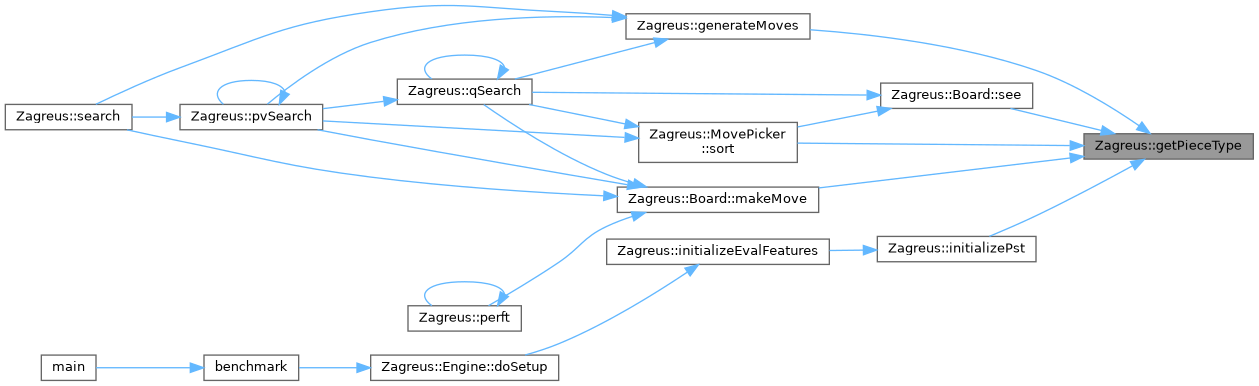 Zagreus::generateMoves
Zagreus::qSearch
Zagreus::Board::see
Zagreus::search
Zagreus::pvSearch
Zagreus::MovePicker
::sort
Zagreus::getPieceType
Zagreus::Board::makeMove
Zagreus::initializeEvalFeatures
Zagreus::initializePst
Zagreus::perft
main
benchmark
Zagreus::Engine::doSetup